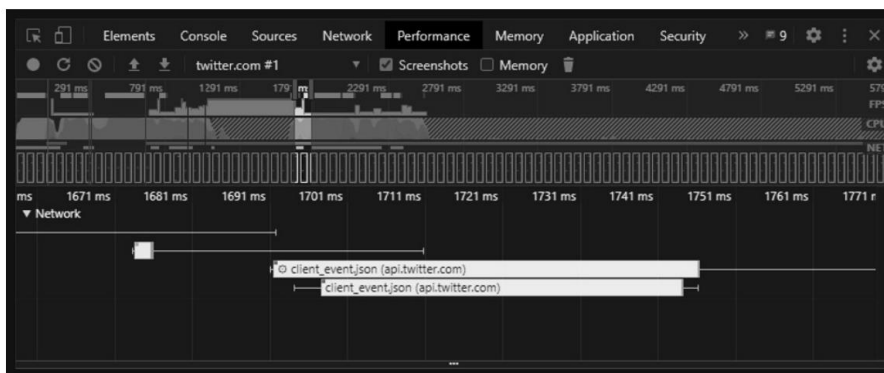 Elements Console Sources Network Performance Memory Application Security » 9
twitter.com #1 Screenshots Memory
291 ms 791 ms 1291 ms 179 m 2291 ms 2791 ms 3291 ms 3791 ms 4291 ms 4791 ms 5291 ms 579
FPS
CPU
NET
ms 1671 ms 1681 ms 1691 ms 1701 ms 1711 ms 1721 ms 1731 ms 1741 ms 1751 ms 1761 ms 1771 m
▼ Network
client_event.json (api.twitter.com)
client_event.json (api.twitter.com)
...